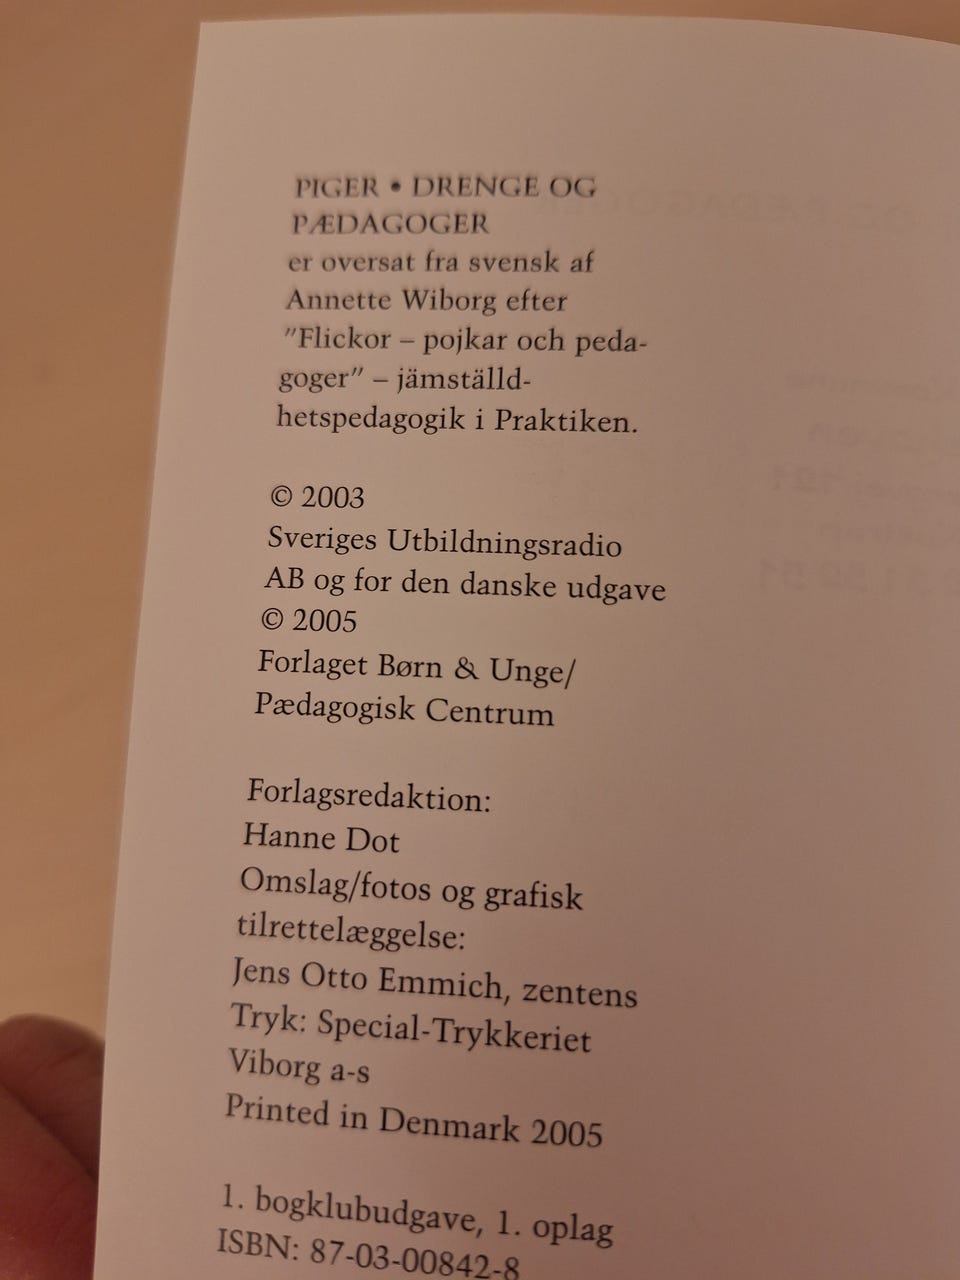 PIGER • DRENGE OG
PÆDAGOGER
er oversat fra svensk af
Annette Wiborg efter
"Flickor – pojkar och peda-
goger" – jämställd-
hetspedagogik i Praktiken.
© 2003
Sveriges Utbildningsradio
AB og for den danske udgave
© 2005
Forlaget Børn & Unge/
Pædagogisk Centrum
Forlagsredaktion:
Hanne Dot
Omslag/fotos og grafisk
tilrettelæggelse:
Jens Otto Emmich, zentens
Tryk: Special-Trykkeriet
Viborg a-s
Printed in Denmark 2005
1. bogklubudgave, 1. oplag
ISBN: 87-03-00842-8